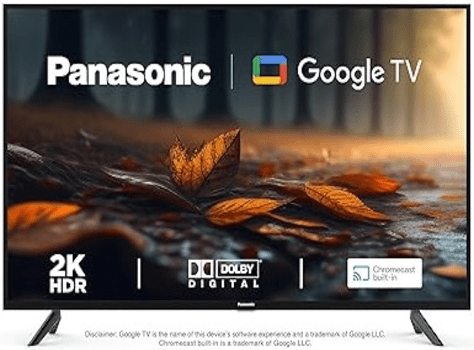 Panasonic | Google TV
2K HDR | DOLBY DIGITAL | Chromecast built-in
Panasonic
Disclaimer: Google TV is the name of this device's software experience and a trademark of Google LLC.
Chromecast built-in is a trademark of Google LLC.